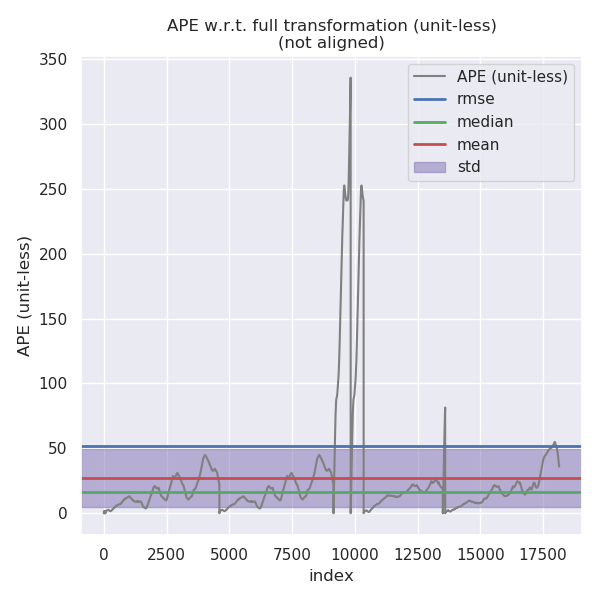 APE w.r.t. full transformation (unit-less)
(not aligned)
APE (unit-less)
350
300
250
200
150
100
50
0
APE (unit-less)
rmse
median
mean
std
0 2500 5000 7500 10000 12500 15000 17500
index